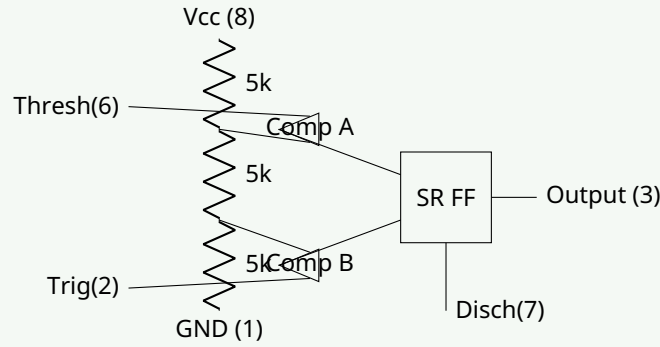 Vcc (8)
5k
Thresh(6)
Comp A
5k
SR FF
Output (3)
5k
Comp B
Trig(2)
Disch(7)
GND (1)